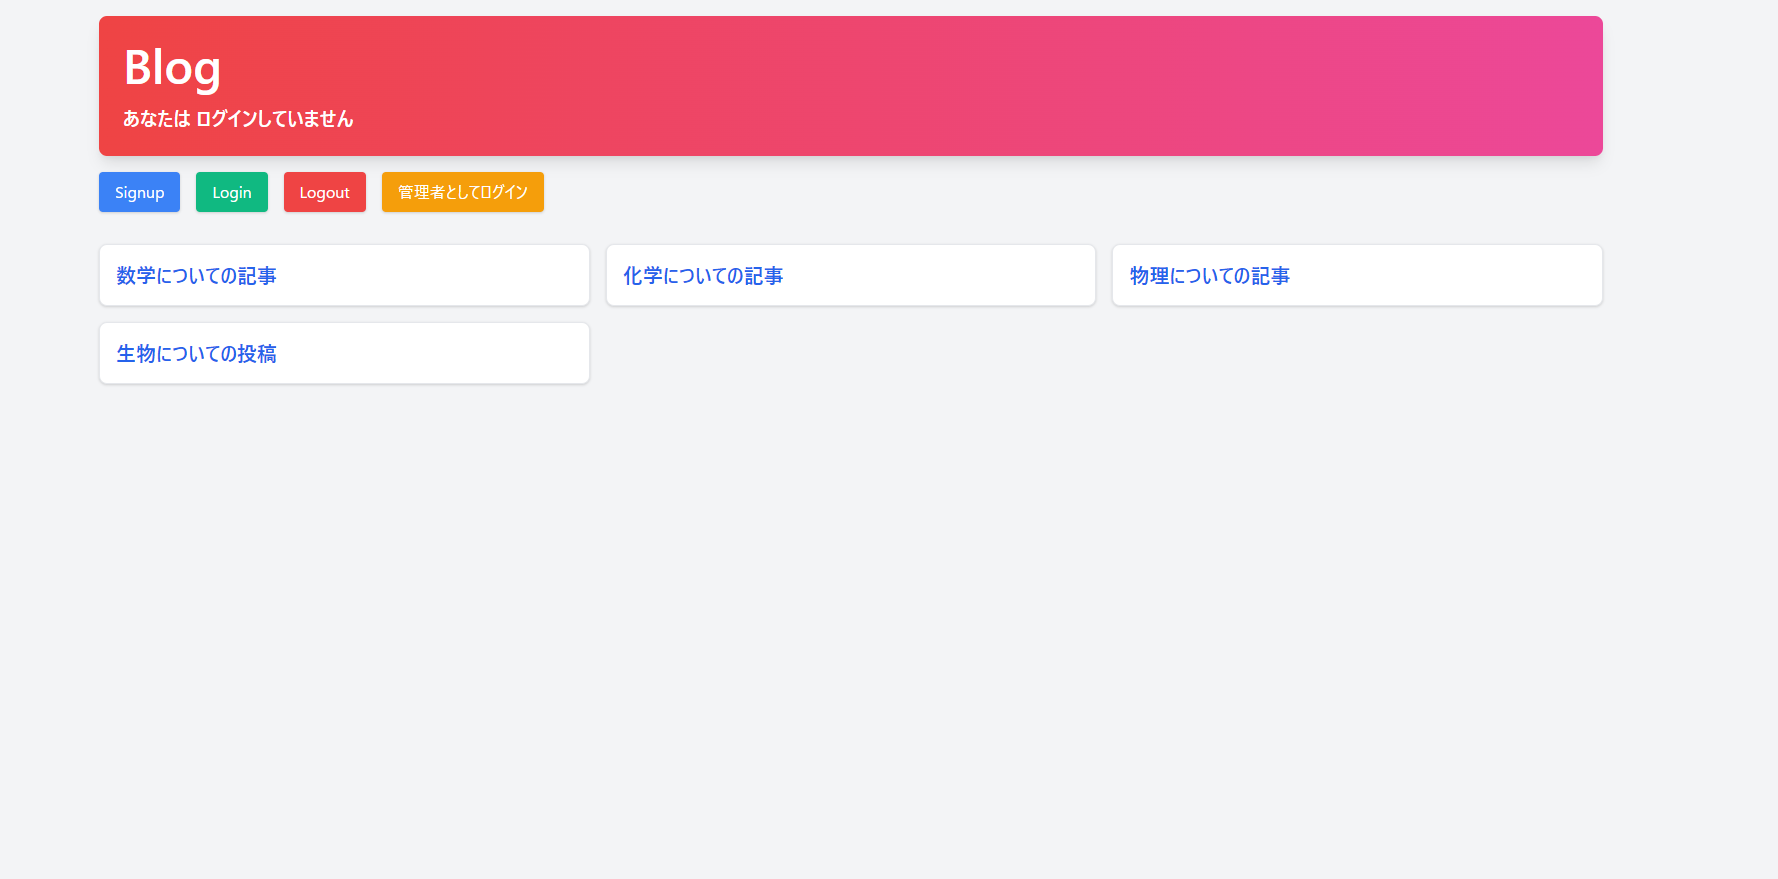 Blog
あなたは ログインしていません
Signup Login Logout 管理者としてログイン
数学についての記事 化学についての記事 物理についての記事
生物についての投稿